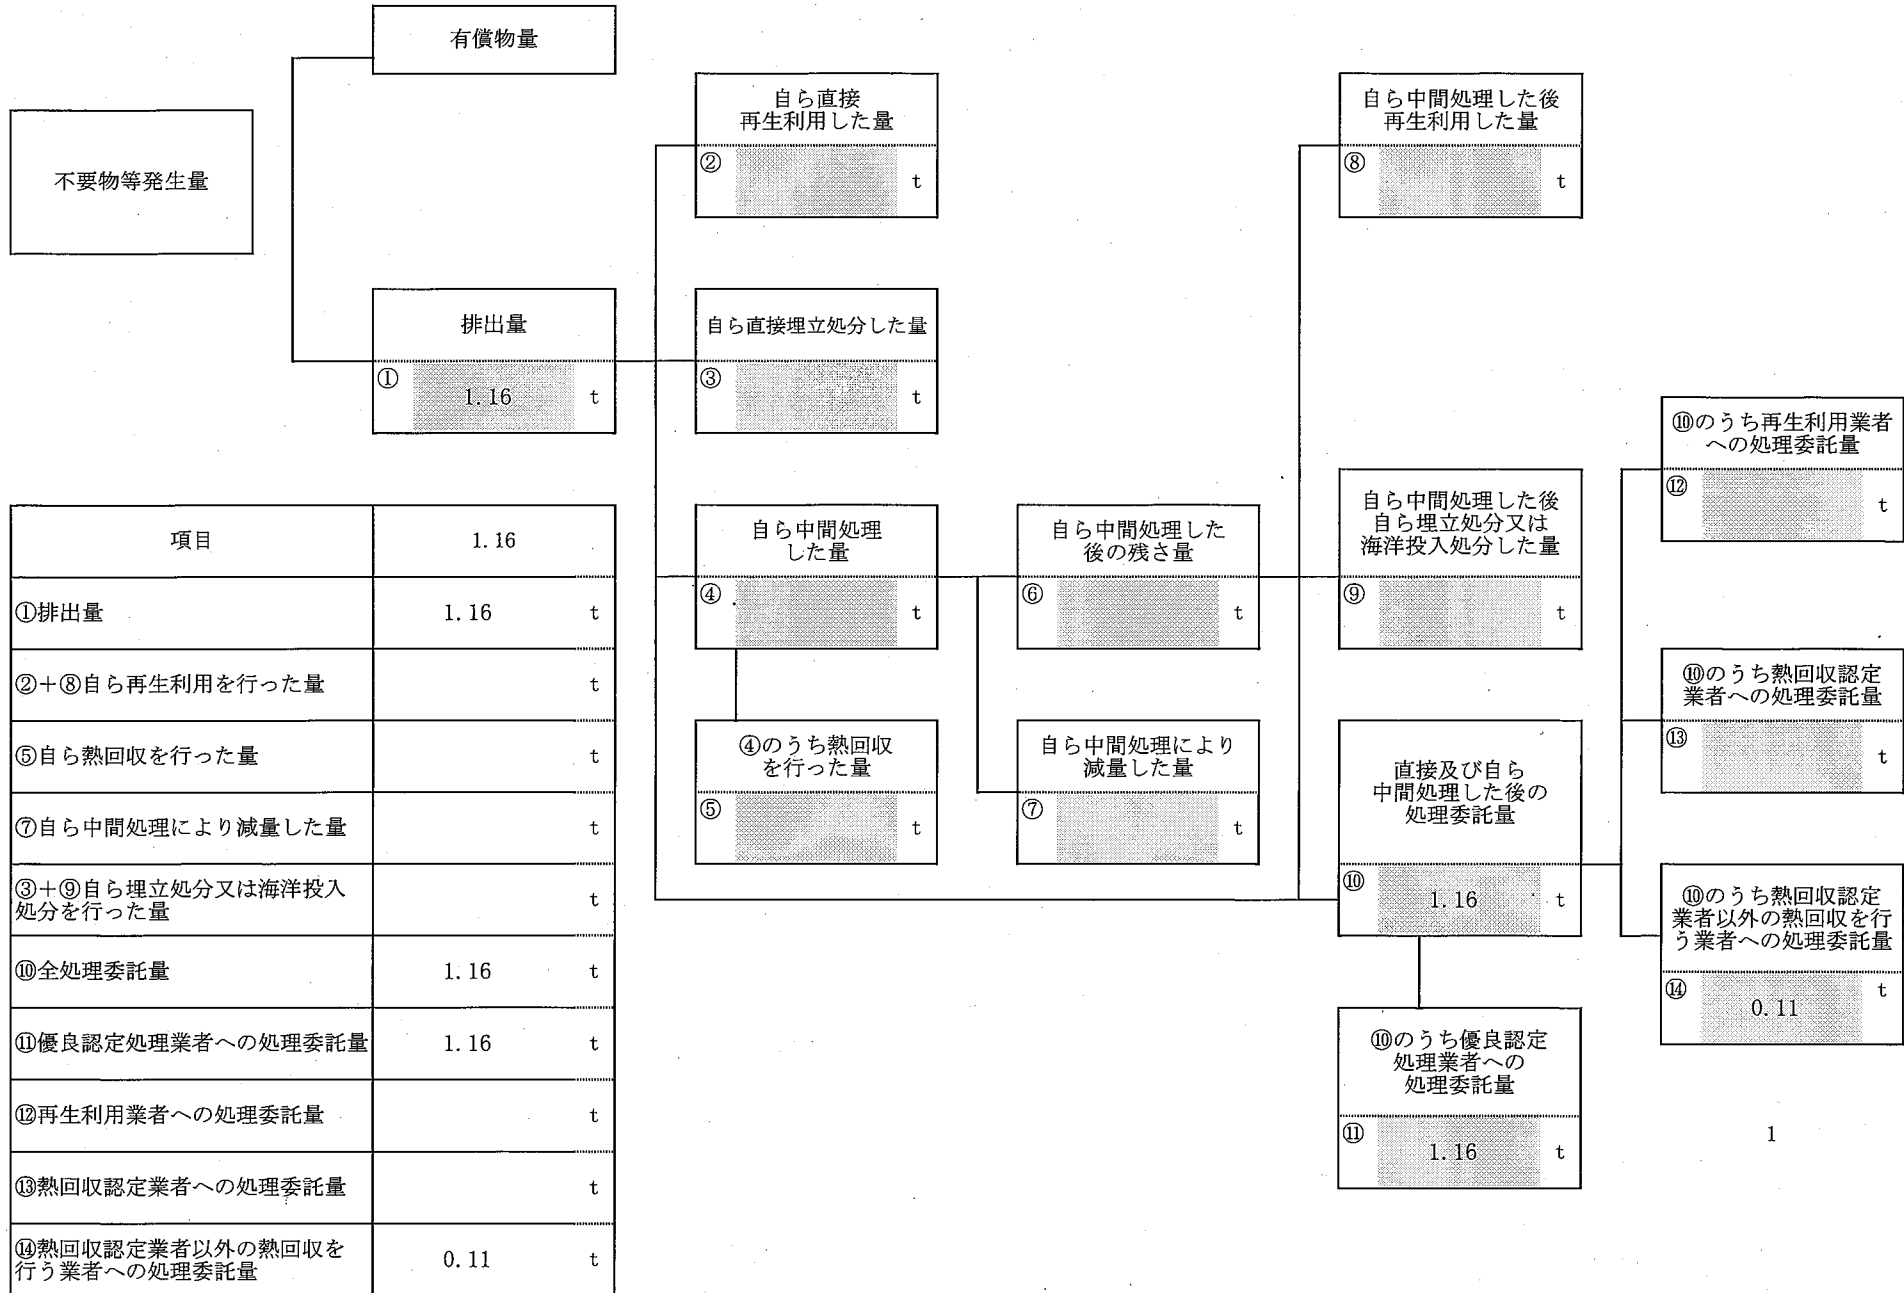 有償物量
不要物等発生量
排出量
① 1.16 t
自ら直接
再生利用した量
② t
自ら直接埋立処分した量
③ t
自ら中間処理
した量
④ t
④のうち熱回収
を行った量
⑤ t
自ら中間処理した
後の残さ量
⑥ t
自ら中間処理により
減量した量
⑦ t
自ら中間処理した後
再生利用した量
⑧ t
自ら中間処理した後
自ら埋立処分又は
海洋投入処分した量
⑨ t
直接及び自ら
中間処理した後の
処理委託量
⑩ 1.16 t
⑩のうち優良認定
処理業者への
処理委託量
⑪ 1.16 t
⑩のうち再生利用業者
への処理委託量
⑫ t
⑩のうち熱回収認定
業者への処理委託量
⑬ t
⑩のうち熱回収認定
業者以外の熱回収を行
う業者への処理委託量
⑭ 0.11 t
項目 1.16
①排出量 1.16 t
②+⑧自ら再生利用を行った量 t
⑤自ら熱回収を行った量 t
⑦自ら中間処理により減量した量 t
③+⑨自ら埋立処分又は海洋投入
処分を行った量 t
⑩全処理委託量 1.16 t
⑪優良認定処理業者への処理委託量 1.16 t
⑫再生利用業者への処理委託量 t
⑬熱回収認定業者への処理委託量 t
⑭熱回収認定業者以外の熱回収を
行う業者への処理委託量 0.11 t
1